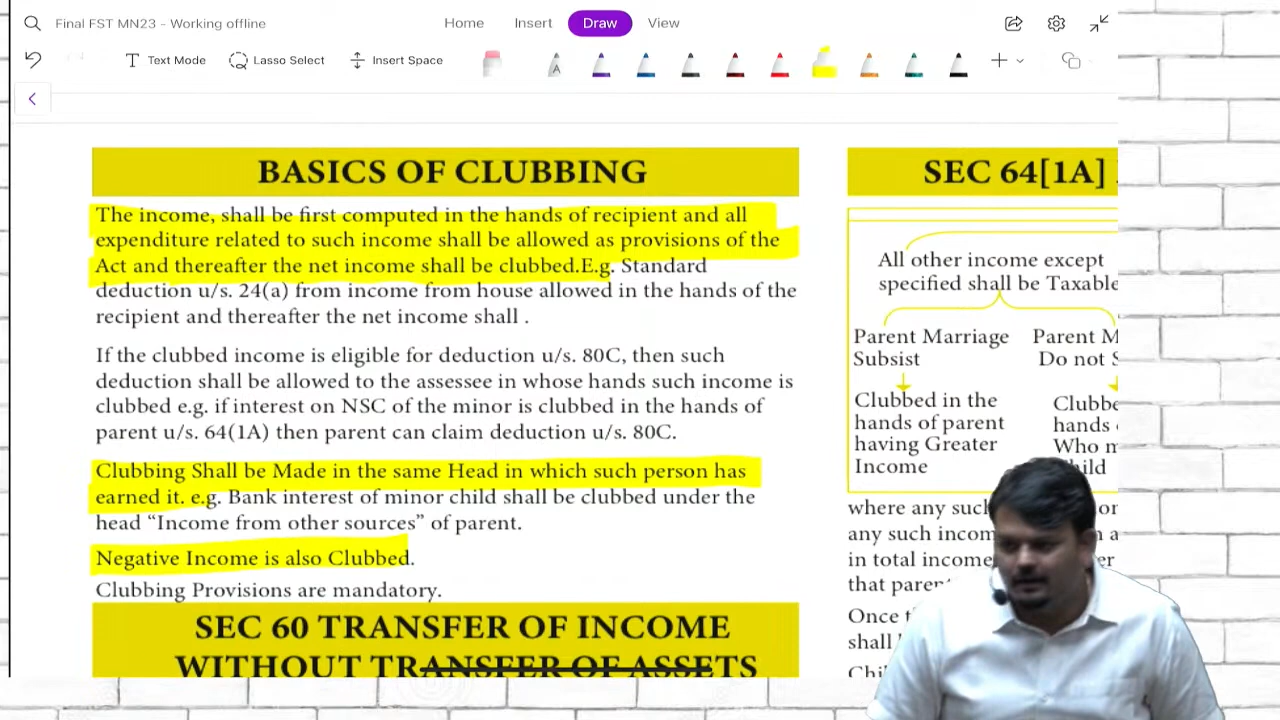 Final FST MN23 - Working offline
Home Insert Draw View
Text Mode Lasso Select Insert Space A
BASICS OF CLUBBING
The income, shall be first computed in the hands of recipient and all
expenditure related to such income shall be allowed as provisions of the
Act and thereafter the net income shall be clubbed.E.g. Standard
deduction u/s. 24(a) from income from house allowed in the hands of the
recipient and thereafter the net income shall .
If the clubbed income is eligible for deduction u/s. 80C, then such
deduction shall be allowed to the assessee in whose hands such income is
clubbed e.g. if interest on NSC of the minor is clubbed in the hands of
parent u/s. 64(1A) then parent can claim deduction u/s. 80C.
Clubbing Shall be Made in the same Head in which such person has
earned it. e.g. Bank interest of minor child shall be clubbed under the
head “Income from other sources” of parent.
Negative Income is also Clubbed.
Clubbing Provisions are mandatory.
SEC 60 TRANSFER OF INCOME
WITHOUT TRANSFER OF ASSETS
SEC 64[1A]
All other income except
specified shall be Taxable
Parent Marriage
Subsist
Parent M
Do not S
Clubbed in the
hands of parent
having Greater
Income
Clubbe
hands
Who m
hild
where any such
any such incom
in total income
that paren
Once t
shall
Chi